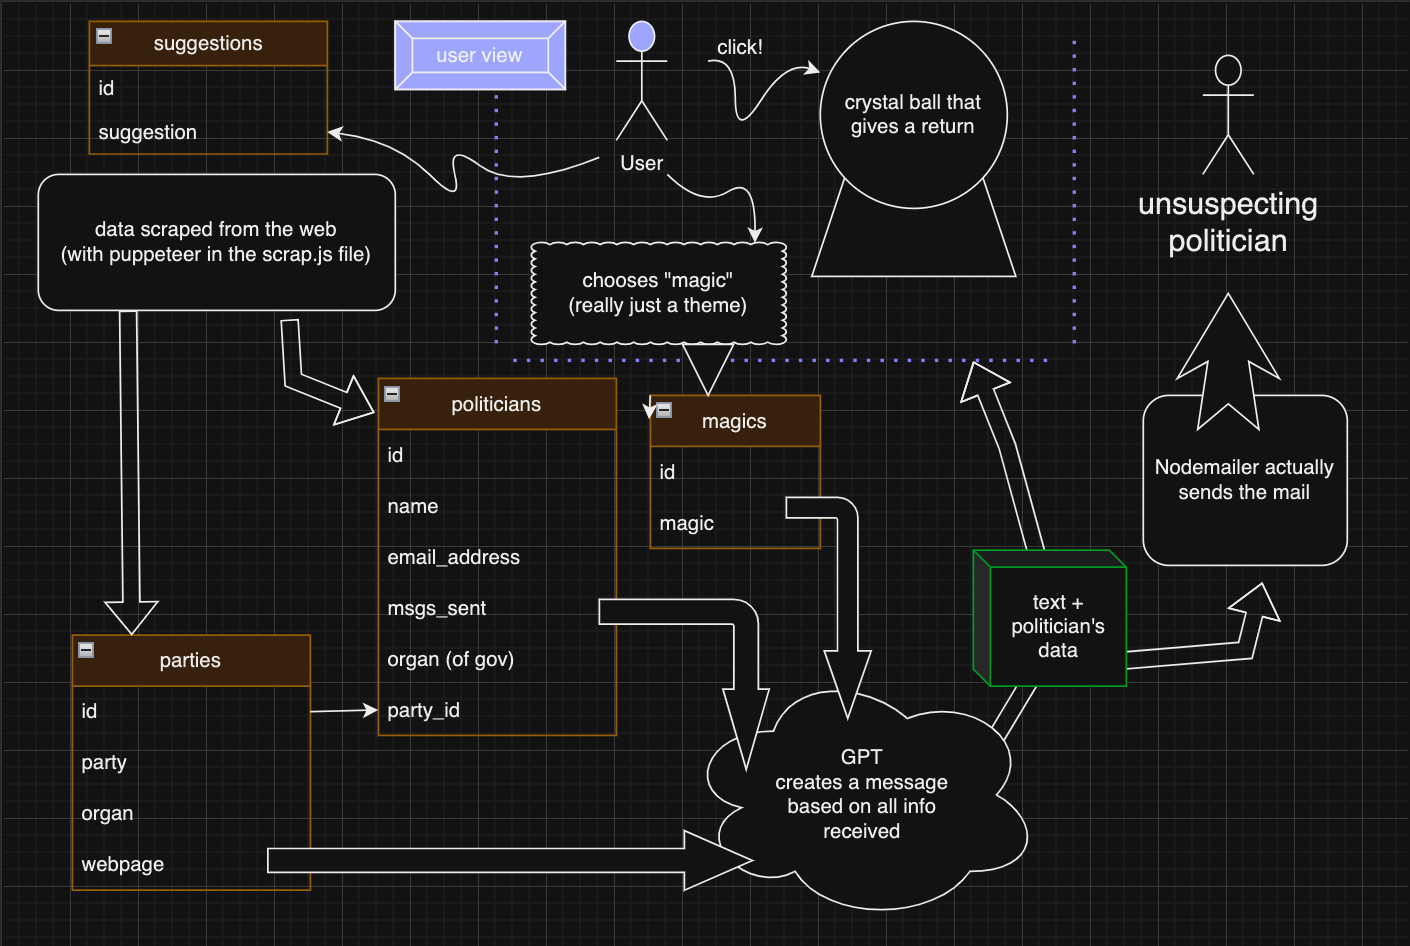 suggestions
id
suggestion
user view
click!
User
crystal ball that
gives a return
unsuspecting
politician
data scraped from the web
(with puppeteer in the scrap.js file)
chooses "magic"
(really just a theme)
politicians
id
name
email_address
msgs_sent
organ (of gov)
party_id
magics
id
magic
Nodemailer actually
sends the mail
text +
politician's
data
parties
id
party
organ
webpage
GPT
creates a message
based on all info
received